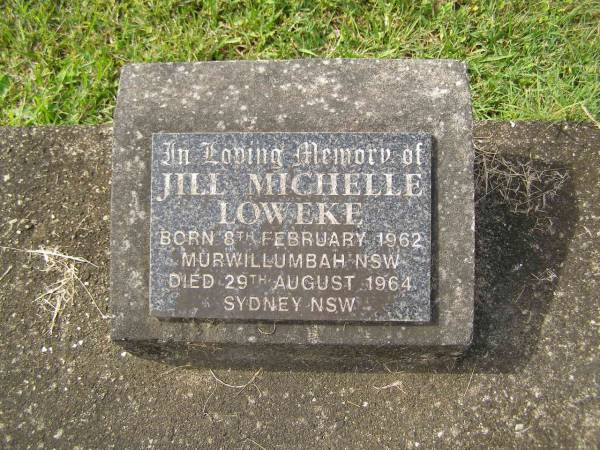 In Loving Memory of
JILL MICHELLE
LOWEKE
BORN 8TH FEBRUARY 1962
MURWILLUMBAH NSW
DIED 29TH AUGUST 1964
SYDNEY NSW